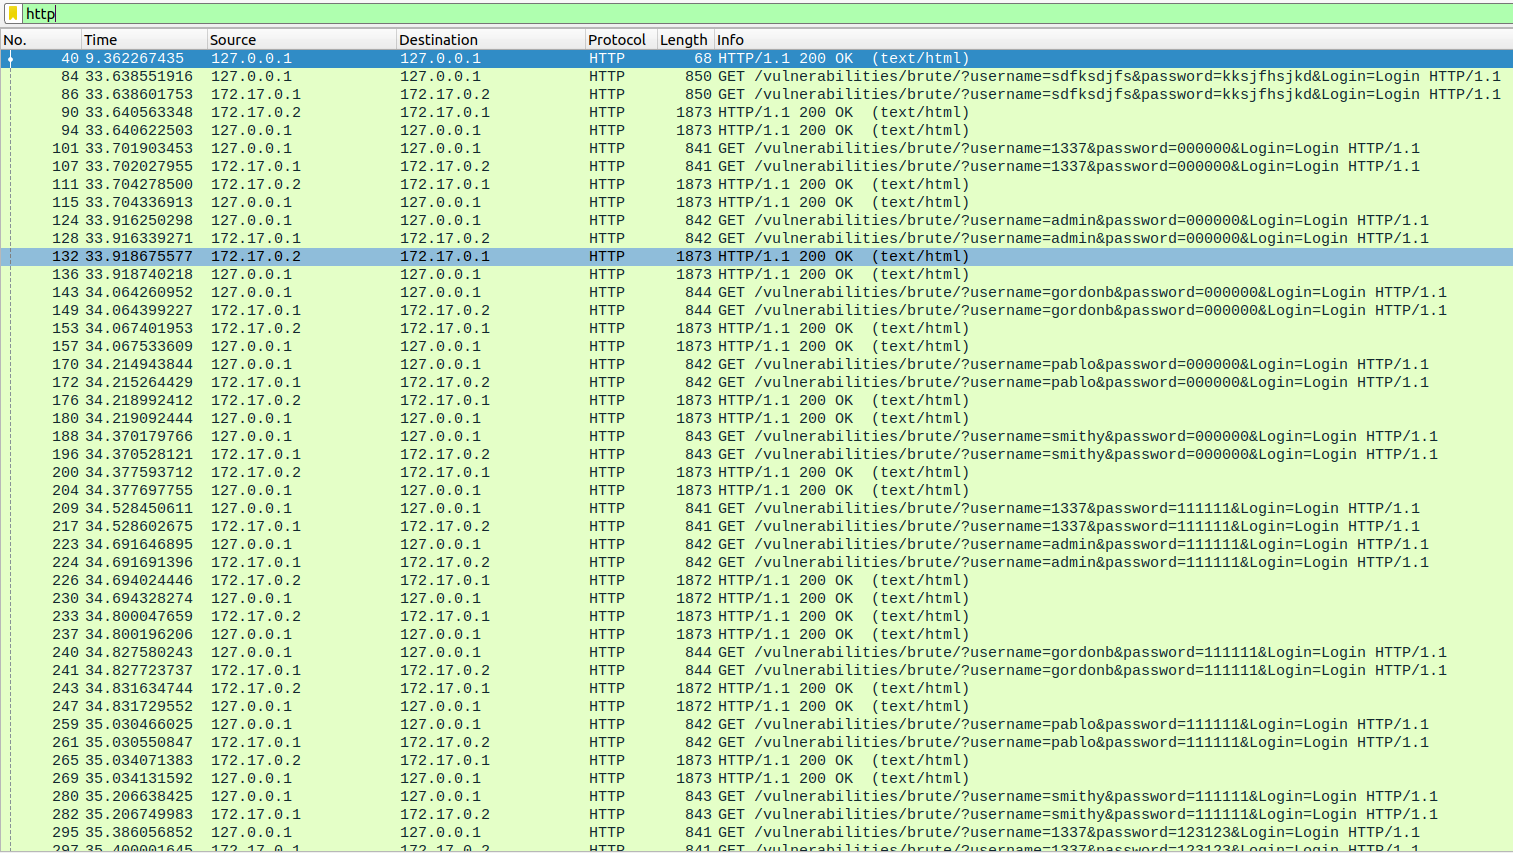 http
No. Time Source Destination Protocol Length Info
40 9.362267435 127.0.0.1 127.0.0.1 HTTP 68 HTTP/1.1 200 OK (text/html)
84 33.638551916 127.0.0.1 127.0.0.1 HTTP 850 GET /vulnerabilities/brute/?username=sdfksdjfs&password=kksjfhsjkd&Login=Login HTTP/1.1
86 33.638601753 172.17.0.1 172.17.0.2 HTTP 850 GET /vulnerabilities/brute/?username=sdfksdjfs&password=kksjfhsjkd&Login=Login HTTP/1.1
90 33.640563348 172.17.0.2 172.17.0.1 HTTP 1873 HTTP/1.1 200 OK (text/html)
94 33.640622503 127.0.0.1 127.0.0.1 HTTP 1873 HTTP/1.1 200 OK (text/html)
101 33.701903453 127.0.0.1 127.0.0.1 HTTP 841 GET /vulnerabilities/brute/?username=1337&password=000000&Login=Login HTTP/1.1
107 33.702027955 172.17.0.1 172.17.0.2 HTTP 841 GET /vulnerabilities/brute/?username=1337&password=000000&Login=Login HTTP/1.1
111 33.704278500 172.17.0.2 172.17.0.1 HTTP 1873 HTTP/1.1 200 OK (text/html)
115 33.704336913 127.0.0.1 127.0.0.1 HTTP 1873 HTTP/1.1 200 OK (text/html)
124 33.916250298 127.0.0.1 127.0.0.1 HTTP 842 GET /vulnerabilities/brute/?username=admin&password=000000&Login=Login HTTP/1.1
128 33.916339271 172.17.0.1 172.17.0.2 HTTP 842 GET /vulnerabilities/brute/?username=admin&password=000000&Login=Login HTTP/1.1
132 33.918675577 172.17.0.2 172.17.0.1 HTTP 1873 HTTP/1.1 200 OK (text/html)
136 33.918740218 127.0.0.1 127.0.0.1 HTTP 1873 HTTP/1.1 200 OK (text/html)
143 34.064260952 127.0.0.1 127.0.0.1 HTTP 844 GET /vulnerabilities/brute/?username=gordonb&password=000000&Login=Login HTTP/1.1
149 34.064399227 172.17.0.1 172.17.0.2 HTTP 844 GET /vulnerabilities/brute/?username=gordonb&password=000000&Login=Login HTTP/1.1
153 34.067401953 172.17.0.2 172.17.0.1 HTTP 1873 HTTP/1.1 200 OK (text/html)
157 34.067533609 127.0.0.1 127.0.0.1 HTTP 1873 HTTP/1.1 200 OK (text/html)
170 34.214943844 127.0.0.1 127.0.0.1 HTTP 842 GET /vulnerabilities/brute/?username=pablo&password=000000&Login=Login HTTP/1.1
172 34.215264429 172.17.0.1 172.17.0.2 HTTP 842 GET /vulnerabilities/brute/?username=pablo&password=000000&Login=Login HTTP/1.1
176 34.218992412 172.17.0.2 172.17.0.1 HTTP 1873 HTTP/1.1 200 OK (text/html)
180 34.219092444 127.0.0.1 127.0.0.1 HTTP 1873 HTTP/1.1 200 OK (text/html)
188 34.370179766 127.0.0.1 127.0.0.1 HTTP 843 GET /vulnerabilities/brute/?username=smithy&password=000000&Login=Login HTTP/1.1
196 34.370528121 172.17.0.1 172.17.0.2 HTTP 843 GET /vulnerabilities/brute/?username=smithy&password=000000&Login=Login HTTP/1.1
200 34.377593712 172.17.0.2 172.17.0.1 HTTP 1873 HTTP/1.1 200 OK (text/html)
204 34.377697755 127.0.0.1 127.0.0.1 HTTP 1873 HTTP/1.1 200 OK (text/html)
209 34.528450611 127.0.0.1 127.0.0.1 HTTP 841 GET /vulnerabilities/brute/?username=1337&password=111111&Login=Login HTTP/1.1
217 34.528602675 172.17.0.1 172.17.0.2 HTTP 841 GET /vulnerabilities/brute/?username=1337&password=111111&Login=Login HTTP/1.1
223 34.691646895 127.0.0.1 127.0.0.1 HTTP 842 GET /vulnerabilities/brute/?username=admin&password=111111&Login=Login HTTP/1.1
224 34.691691396 172.17.0.1 172.17.0.2 HTTP 842 GET /vulnerabilities/brute/?username=admin&password=111111&Login=Login HTTP/1.1
226 34.694024446 172.17.0.2 172.17.0.1 HTTP 1872 HTTP/1.1 200 OK (text/html)
230 34.694328274 127.0.0.1 127.0.0.1 HTTP 1872 HTTP/1.1 200 OK (text/html)
233 34.800047659 172.17.0.2 172.17.0.1 HTTP 1873 HTTP/1.1 200 OK (text/html)
237 34.800196206 127.0.0.1 127.0.0.1 HTTP 1873 HTTP/1.1 200 OK (text/html)
240 34.827580243 127.0.0.1 127.0.0.1 HTTP 844 GET /vulnerabilities/brute/?username=gordonb&password=111111&Login=Login HTTP/1.1
241 34.827723737 172.17.0.1 172.17.0.2 HTTP 844 GET /vulnerabilities/brute/?username=gordonb&password=111111&Login=Login HTTP/1.1
243 34.831634744 172.17.0.2 172.17.0.1 HTTP 1872 HTTP/1.1 200 OK (text/html)
247 34.831729552 127.0.0.1 127.0.0.1 HTTP 1872 HTTP/1.1 200 OK (text/html)
259 35.030466025 127.0.0.1 127.0.0.1 HTTP 842 GET /vulnerabilities/brute/?username=pablo&password=111111&Login=Login HTTP/1.1
261 35.030550847 172.17.0.1 172.17.0.2 HTTP 842 GET /vulnerabilities/brute/?username=pablo&password=111111&Login=Login HTTP/1.1
265 35.034071383 172.17.0.2 172.17.0.1 HTTP 1873 HTTP/1.1 200 OK (text/html)
269 35.034131592 127.0.0.1 127.0.0.1 HTTP 1873 HTTP/1.1 200 OK (text/html)
280 35.206638425 127.0.0.1 127.0.0.1 HTTP 843 GET /vulnerabilities/brute/?username=smithy&password=111111&Login=Login HTTP/1.1
282 35.206749983 172.17.0.1 172.17.0.2 HTTP 843 GET /vulnerabilities/brute/?username=smithy&password=111111&Login=Login HTTP/1.1
295 35.386056852 127.0.0.1 127.0.0.1 HTTP 841 GET /vulnerabilities/brute/?username=1337&password=123123&Login=Login HTTP/1.1
297 35.400001645 172.17.0.1 172.17.0.2 HTTP 841 GET /vulnerabilities/brute/?username=1337&password=123123&Login=Login HTTP/1.1